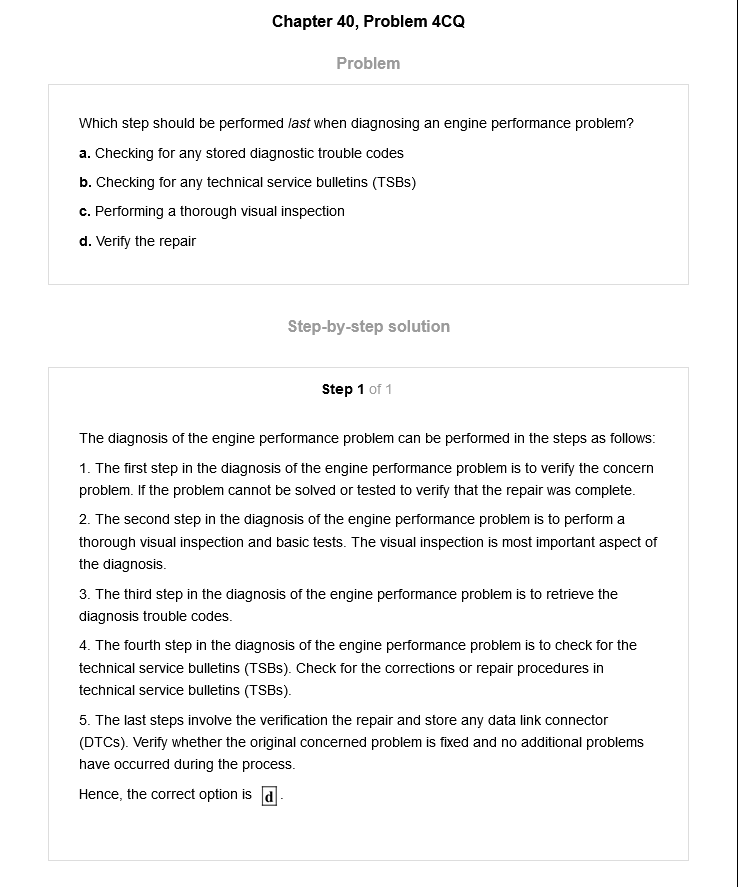 Chapter 40, Problem 4CQ
Problem
Which step should be performed last when diagnosing an engine performance problem?
a. Checking for any stored diagnostic trouble codes
b. Checking for any technical service bulletins (TSBs)
c. Performing a thorough visual inspection
d. Verify the repair
Step-by-step solution
Step 1 of 1
The diagnosis of the engine performance problem can be performed in the steps as follows:
1. The first step in the diagnosis of the engine performance problem is to verify the concern
problem. If the problem cannot be solved or tested to verify that the repair was complete.
2. The second step in the diagnosis of the engine performance problem is to perform a
thorough visual inspection and basic tests. The visual inspection is most important aspect of
the diagnosis.
3. The third step in the diagnosis of the engine performance problem is to retrieve the
diagnosis trouble codes.
4. The fourth step in the diagnosis of the engine performance problem is to check for the
technical service bulletins (TSBs). Check for the corrections or repair procedures in
technical service bulletins (TSBs).
5. The last steps involve the verification the repair and store any data link connector
(DTCs). Verify whether the original concerned problem is fixed and no additional problems
have occurred during the process.
Hence, the correct option is d.